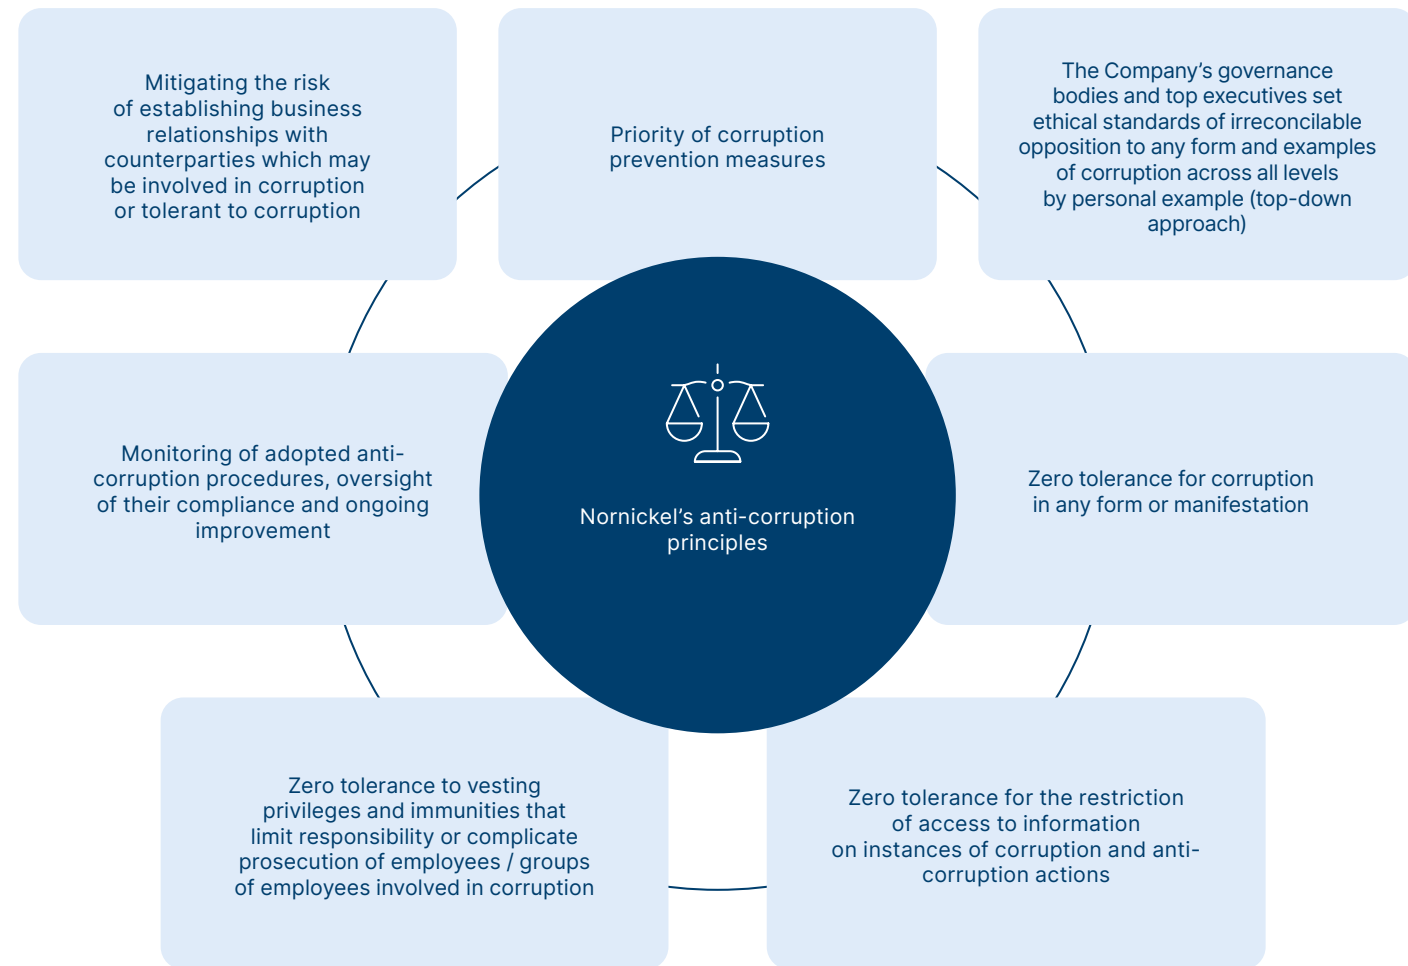 Mitigating the risk
of establishing business
relationships with
counterparties which may
be involved in corruption
or tolerant to corruption
Priority of corruption
prevention measures
The Company’s governance
bodies and top executives set
ethical standards of irreconcilable
opposition to any form and examples
of corruption across all levels
by personal example (top-down
approach)
Monitoring of adopted anti-
corruption procedures, oversight
of their compliance and ongoing
improvement
Nornickel’s anti-corruption
principles
Zero tolerance for corruption
in any form or manifestation
Zero tolerance to vesting
privileges and immunities that
limit responsibility or complicate
prosecution of employees / groups
of employees involved in corruption
Zero tolerance for the restriction
of access to information
on instances of corruption and anti-
corruption actions